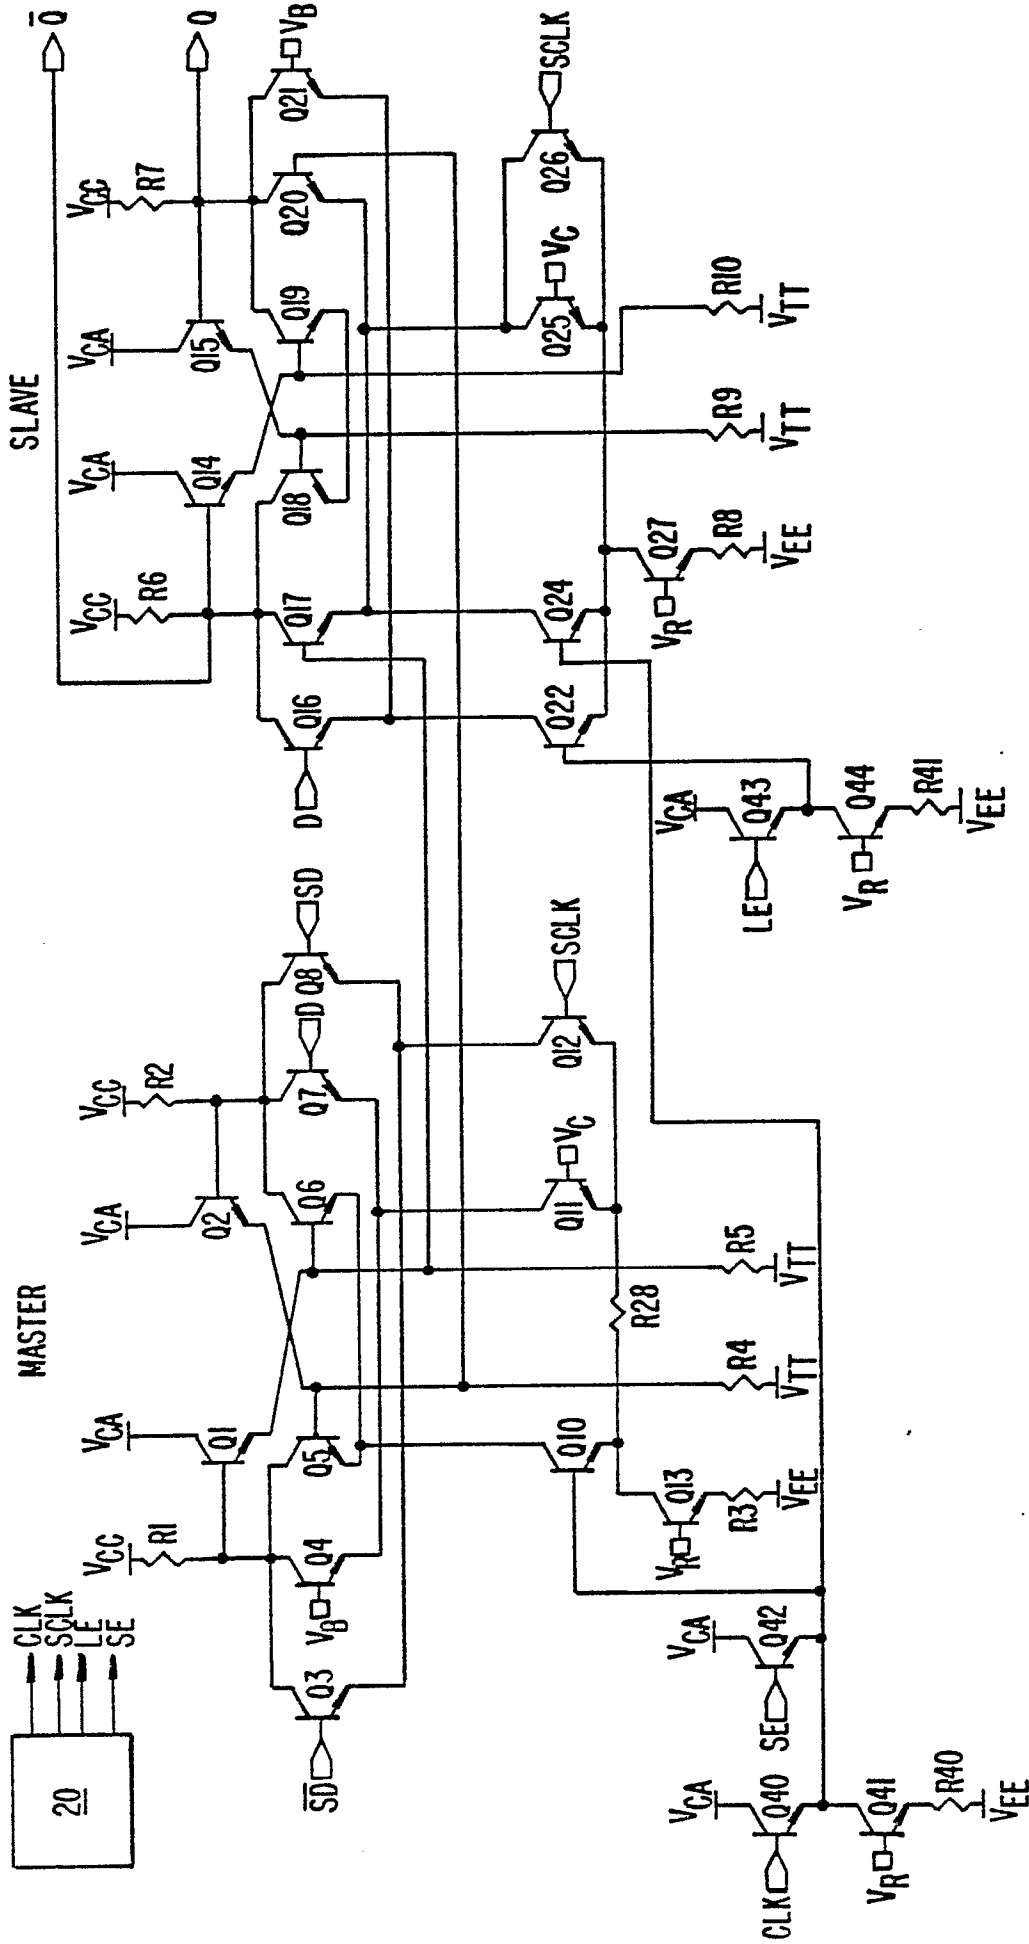 20
CLK
SCLK
LE
SE
MASTER
SLAVE
Q̅
Q
VCC
R1
VCA
Q1
VCA
Q2
VCC
R2
S̅D̅
Q3
Q4
VB
Q5
Q6
Q7
D
Q8
SD
VCC
R6
VCA
Q14
VCA
Q15
VCC
R7
D
Q16
Q17
Q18
Q19
Q20
Q21
VB
Q10
Q11
VC
Q12
SCLK
R28
VR
Q13
R3
VEE
R4
VTT
R5
VTT
Q22
Q24
Q25
VC
Q26
SCLK
VR
Q27
R8
VEE
R9
VTT
R10
VTT
CLK
VCA
Q40
SE
VCA
Q42
VR
Q41
R40
VEE
LE
VCA
Q43
VR
Q44
R41
VEE